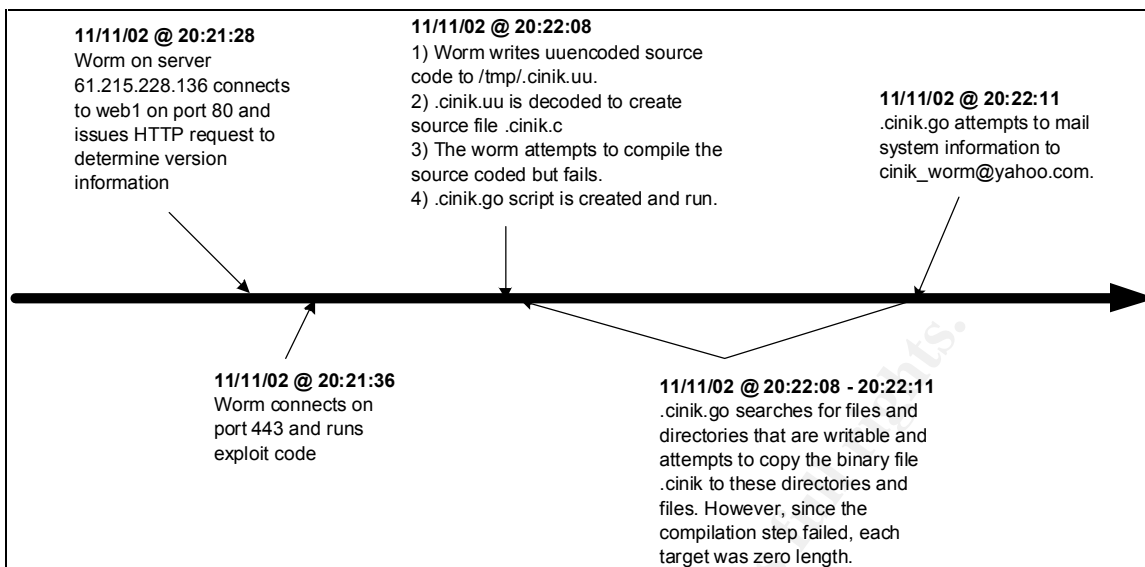 11/11/02 @ 20:21:28
Worm on server
61.215.228.136 connects
to web1 on port 80 and
issues HTTP request to
determine version
information
11/11/02 @ 20:22:08
1) Worm writes uuencoded source
code to /tmp/.cinik.uu.
2) .cinik.uu is decoded to create
source file .cinik.c
3) The worm attempts to compile the
source coded but fails.
4) .cinik.go script is created and run.
11/11/02 @ 20:22:11
.cinik.go attempts to mail
system information to
cinik_worm@yahoo.com.
11/11/02 @ 20:21:36
Worm connects on
port 443 and runs
exploit code
11/11/02 @ 20:22:08 - 20:22:11
.cinik.go searches for files and
directories that are writable and
attempts to copy the binary file
.cinik to these directories and
files. However, since the
compilation step failed, each
target was zero length.